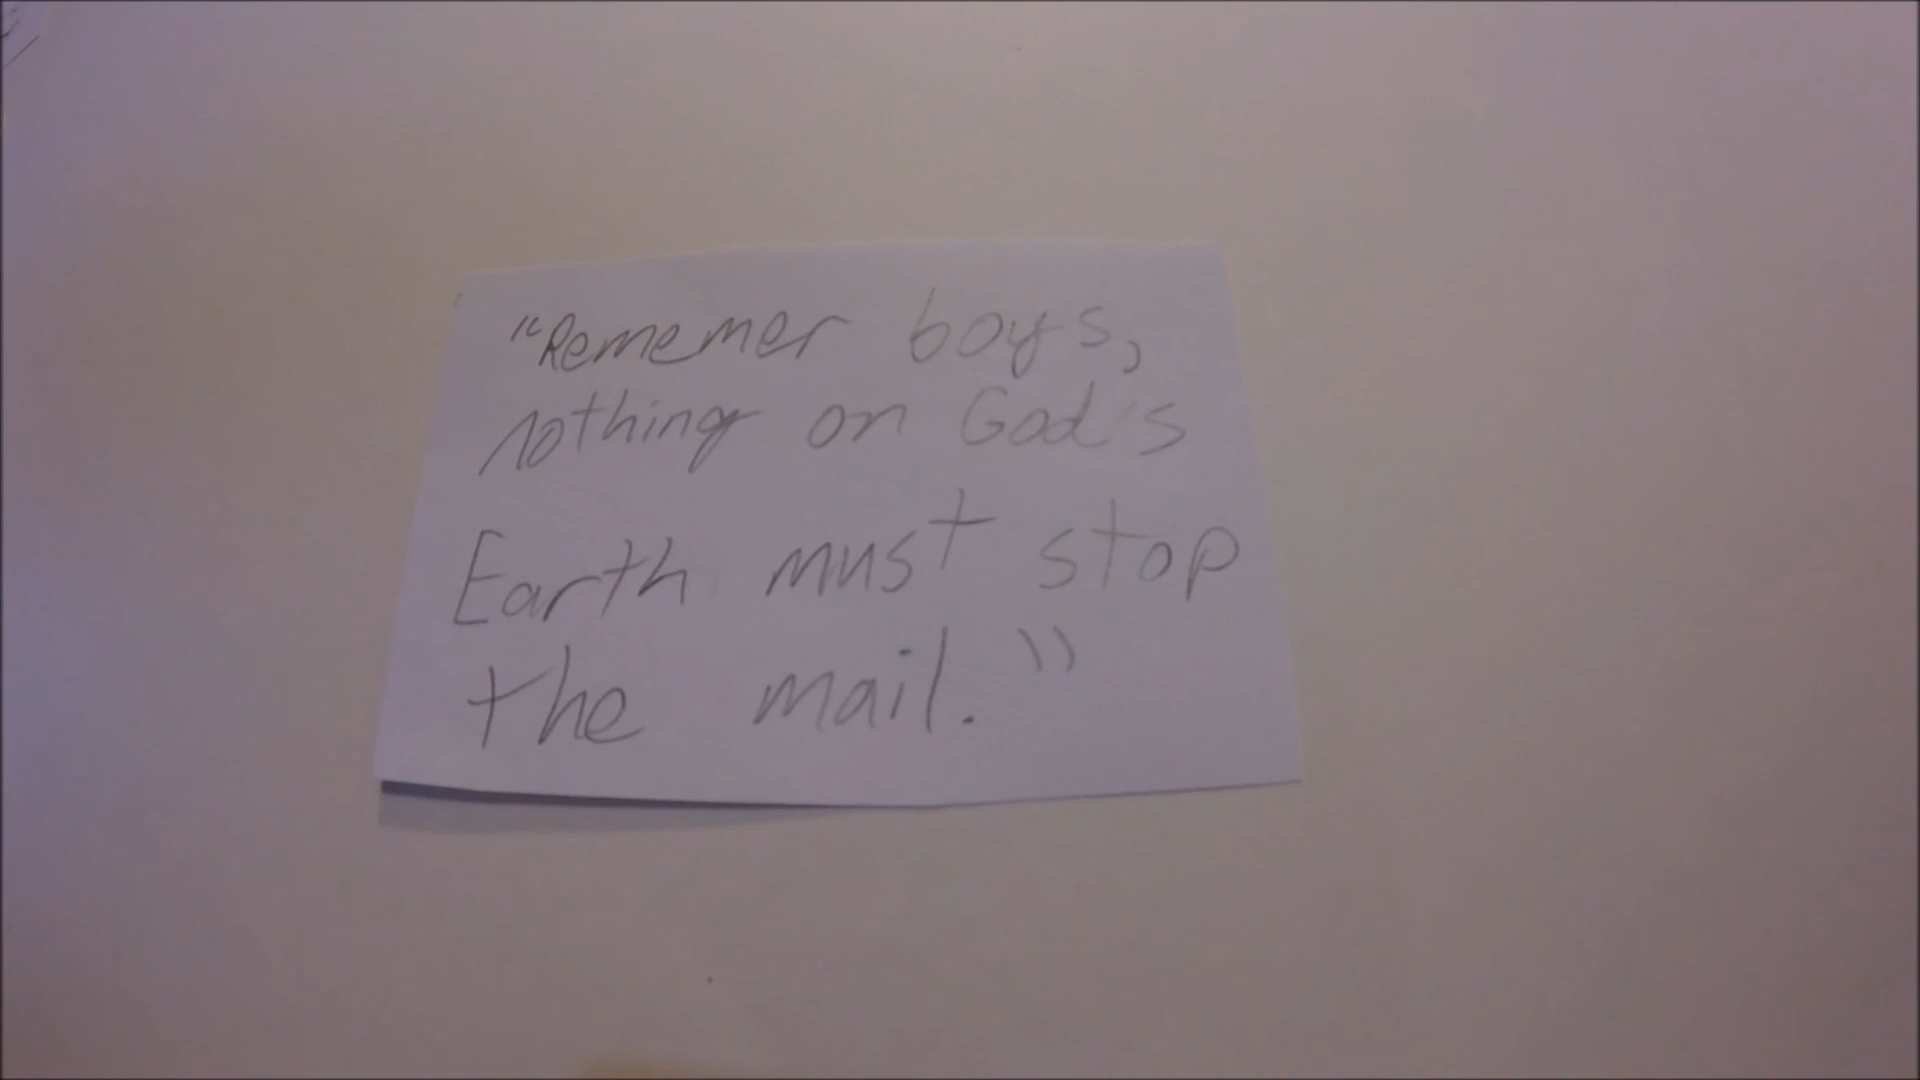 "Rememer boys,
nothing on God's
Earth must stop
the mail."